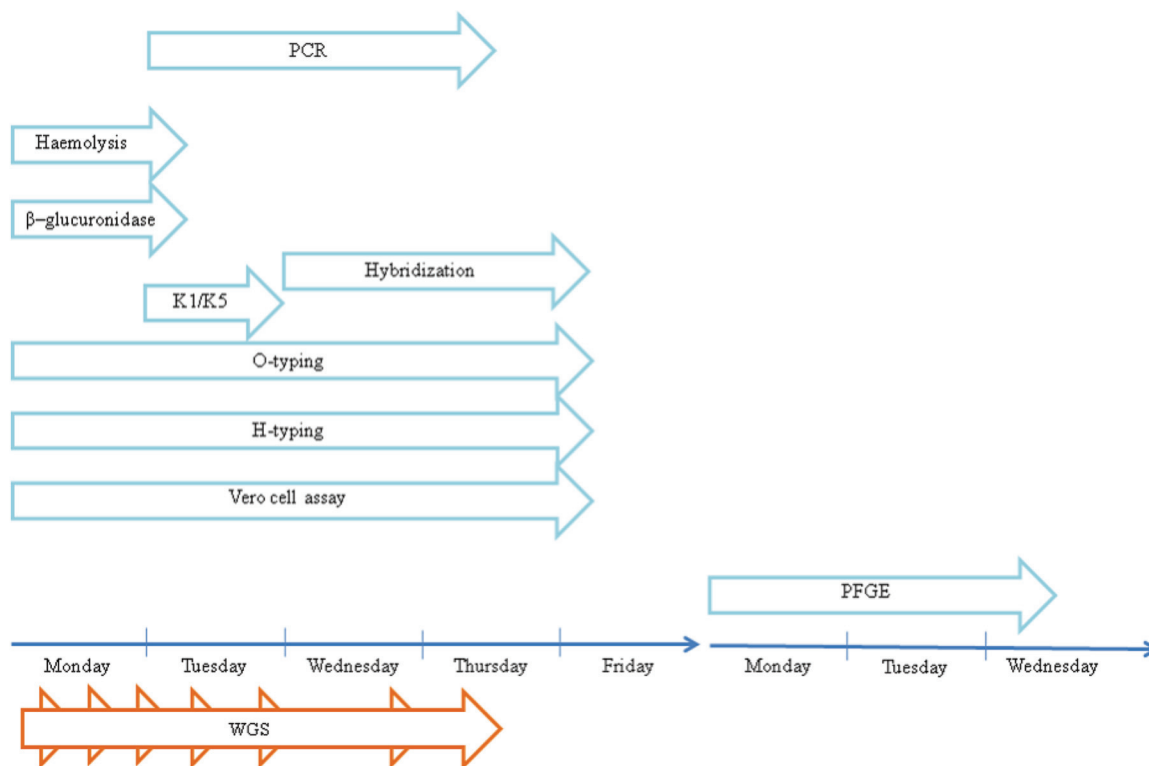 PCR
Haemolysis
β–glucuronidase
Hybridization
K1/K5
O-typing
H-typing
Vero cell assay
PFGE
Monday Tuesday Wednesday Thursday Friday Monday Tuesday Wednesday
WGS